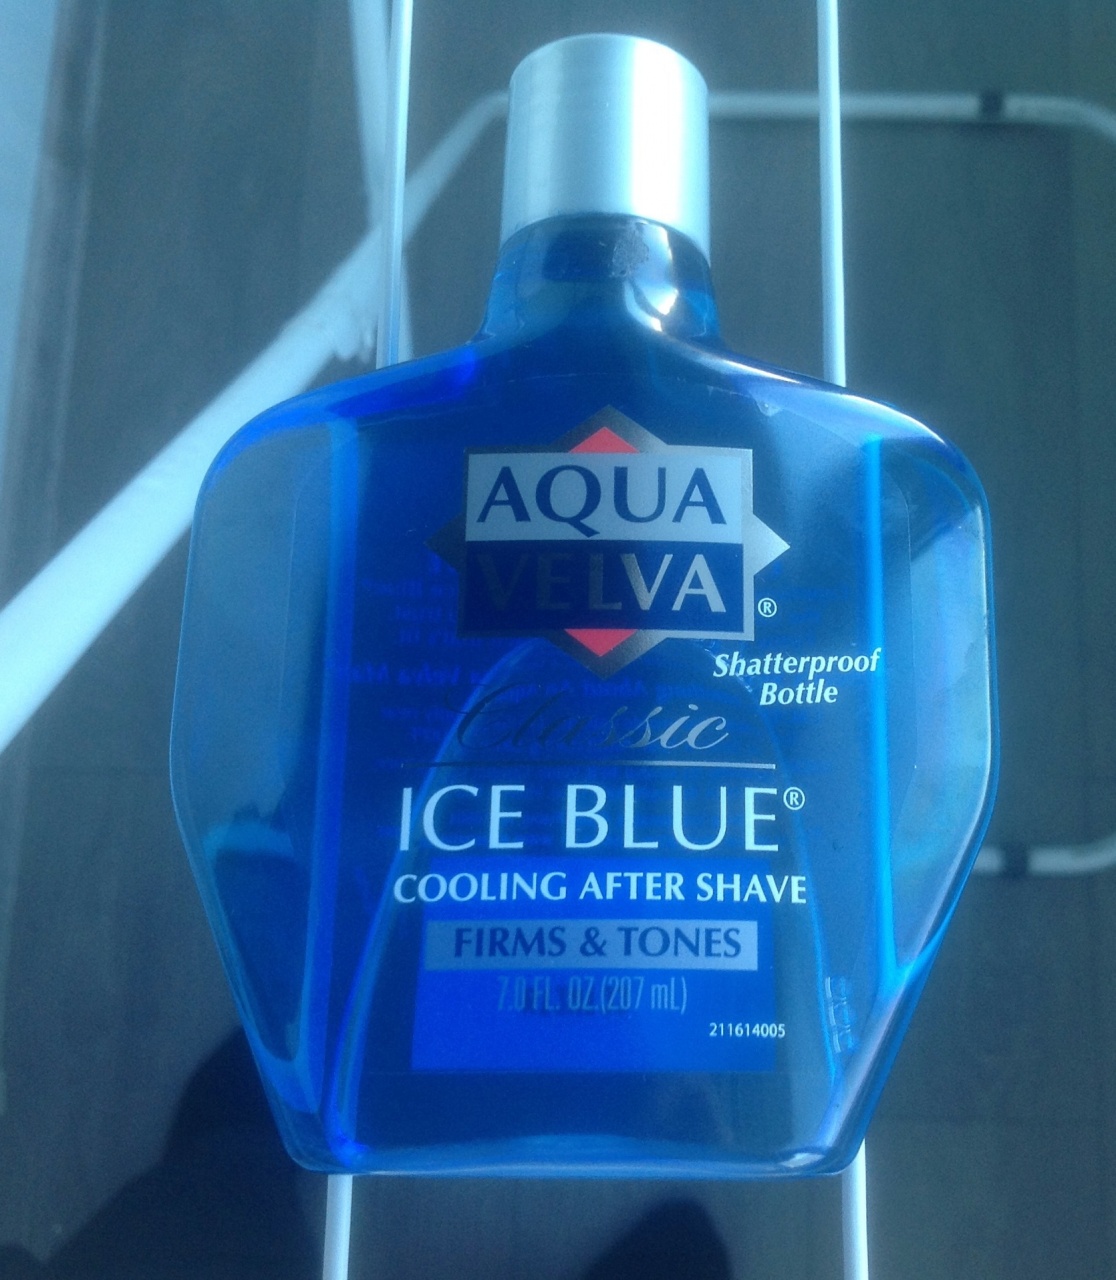 AQUA
VELVA
®
Shatterproof
Bottle
Classic
ICE BLUE®
COOLING AFTER SHAVE
FIRMS & TONES
7.0 FL. OZ.(207 mL)
211614005